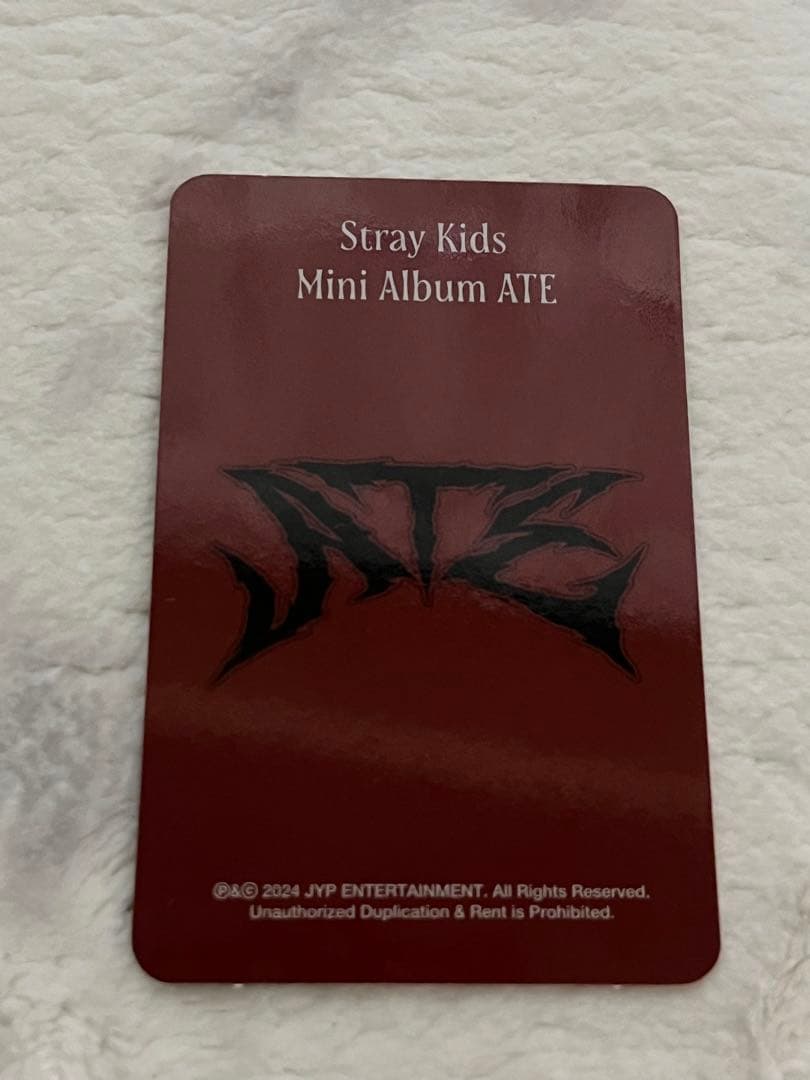 Stray Kids
Mini Album ATE
ATE
℗&© 2024 JYP ENTERTAINMENT. All Rights Reserved.
Unauthorized Duplication & Rent is Prohibited.